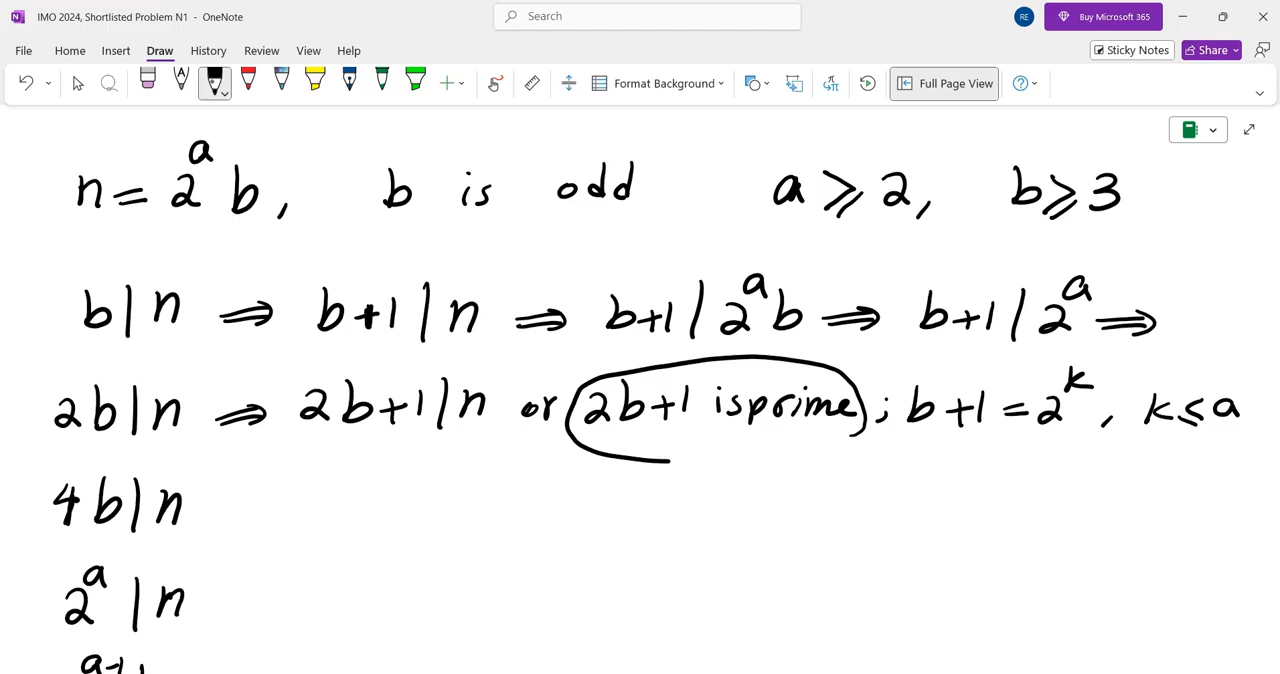 IMO 2024, Shortlisted Problem N1 - OneNote
Search
RE
Buy Microsoft 365
File Home Insert Draw History Review View Help
Sticky Notes
Share
Format Background
Full Page View
n = 2^a b, b is odd a ⩾ 2, b ⩾ 3
b | n ⟹ b+1 | n ⟹ b+1 | 2^a b ⟹ b+1 | 2^a ⟹
2b | n ⟹ 2b+1 | n or 2b+1 is prime ; b+1 = 2^k, k ≤ a
4b | n
2^a | n